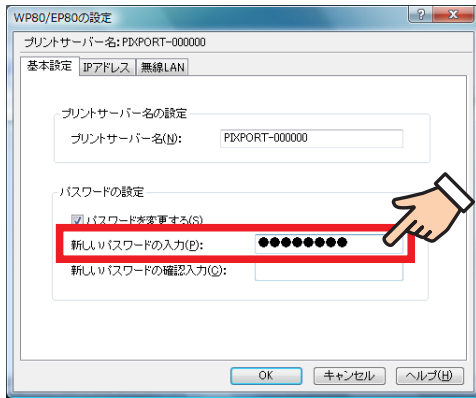 WP80/EP80の設定
プリントサーバー名:PIXPORT-000000
基本設定 IPアドレス 無線LAN
プリントサーバー名の設定
プリントサーバー名(N): PIXPORT-000000
パスワードの設定
パスワードを変更する(S)
新しいパスワードの入力(P): ●●●●●●●●
新しいパスワードの確認入力(C):
OK キャンセル ヘルプ(H)